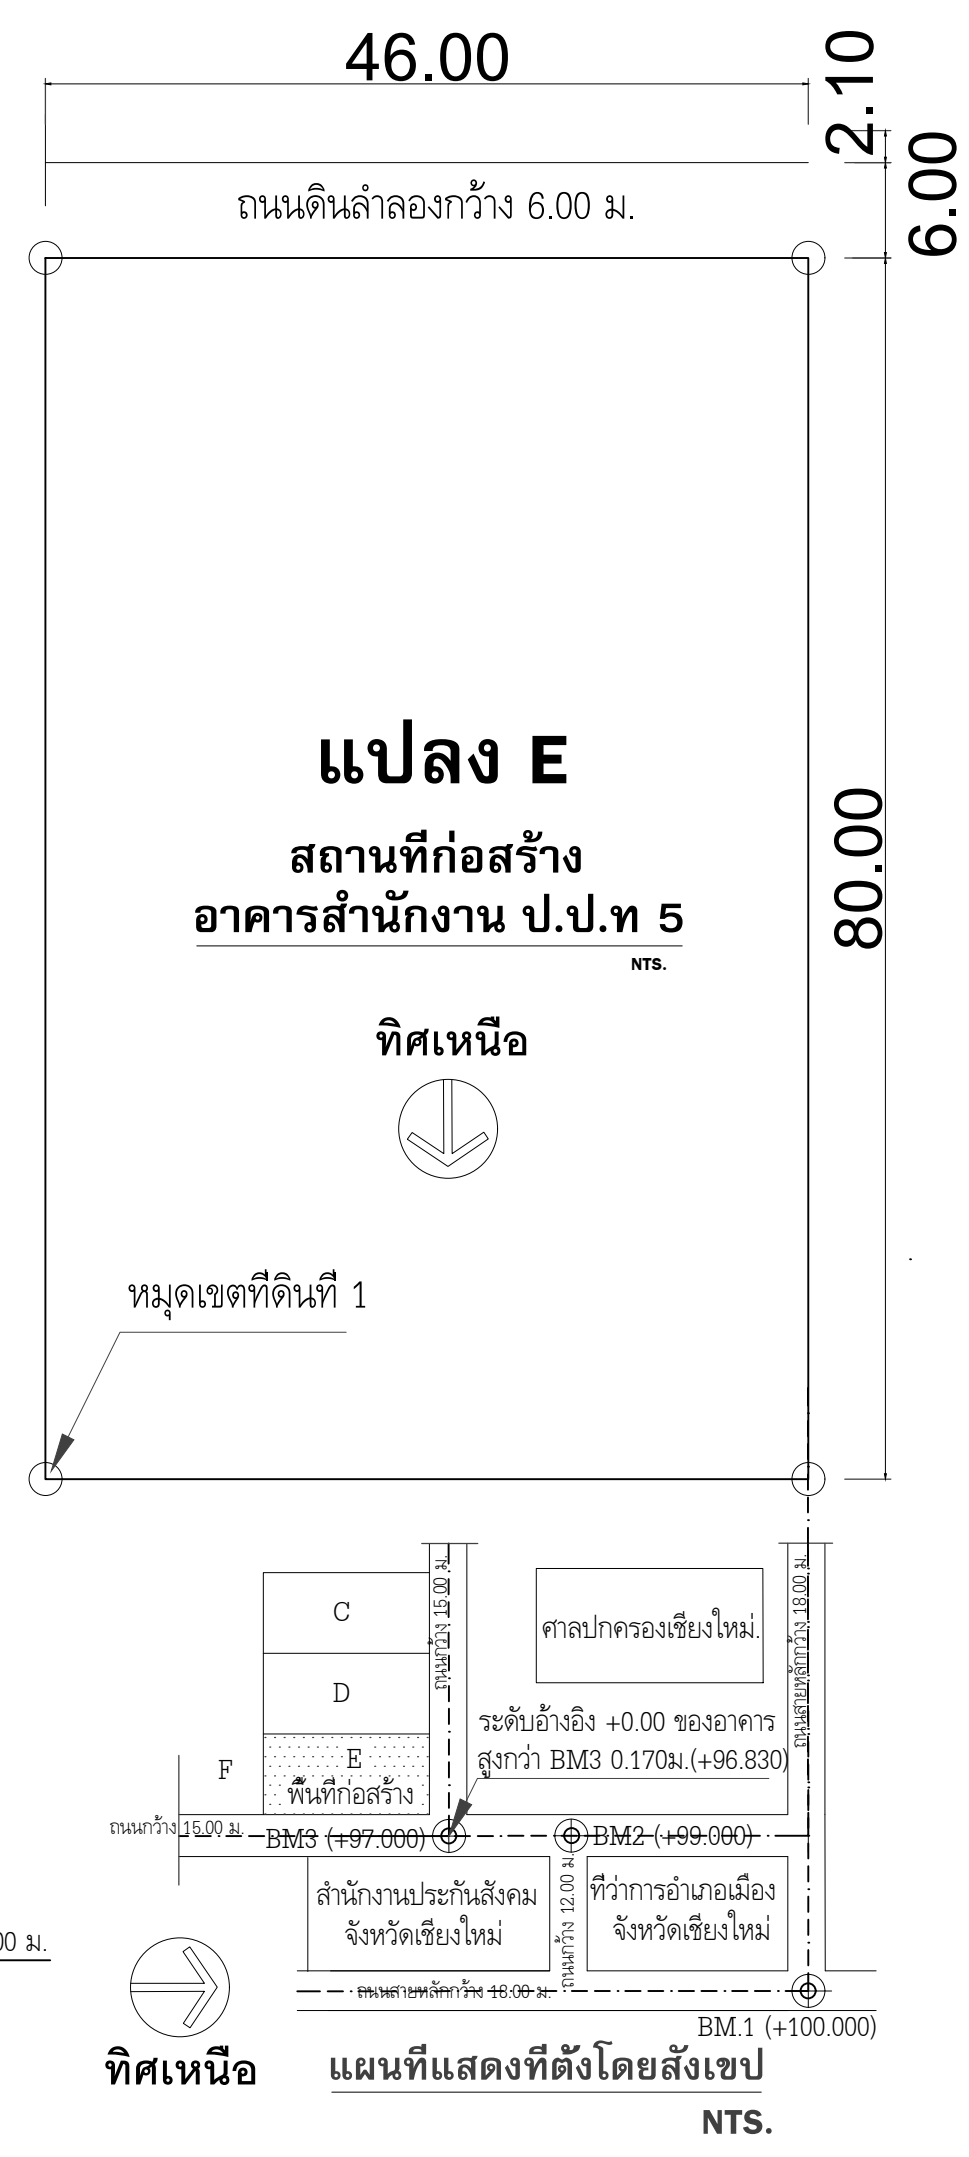 46.00
2.10
6.00
ถนนดินลำลองกว้าง 6.00 ม.
แปลง E
สถานที่ก่อสร้าง
อาคารสำนักงาน ป.ป.ท 5
NTS.
80.00
ทิศเหนือ
หมุดเขตที่ดินที่ 1
C
D
E
พื้นที่ก่อสร้าง
F
ถนนกว้าง 15.00 ม.
ศาลปกครองเชียงใหม่.
ถนนสายหลักกว้าง 18.00 ม.
ระดับอ้างอิง +0.00 ของอาคาร
สูงกว่า BM3 0.170ม.(+96.830)
ถนนกว้าง 15.00 ม.
BM3 (+97.000)
BM2 (+99.000)
สำนักงานประกันสังคม
จังหวัดเชียงใหม่
ถนนกว้าง 12.00 ม.
ที่ว่าการอำเภอเมือง
จังหวัดเชียงใหม่
00 ม.
ถนนสายหลักกว้าง 18.00 ม.
BM.1 (+100.000)
ทิศเหนือ
แผนที่แสดงที่ตั้งโดยสังเขป
NTS.